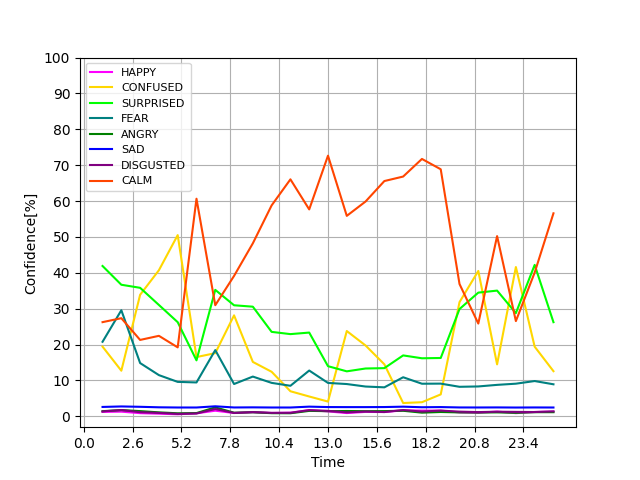 100
90
80
70
60
50
40
30
20
10
0
Confidence[%]
HAPPY
CONFUSED
SURPRISED
FEAR
ANGRY
SAD
DISGUSTED
CALM
0.0 2.6 5.2 7.8 10.4 13.0 15.6 18.2 20.8 23.4
Time